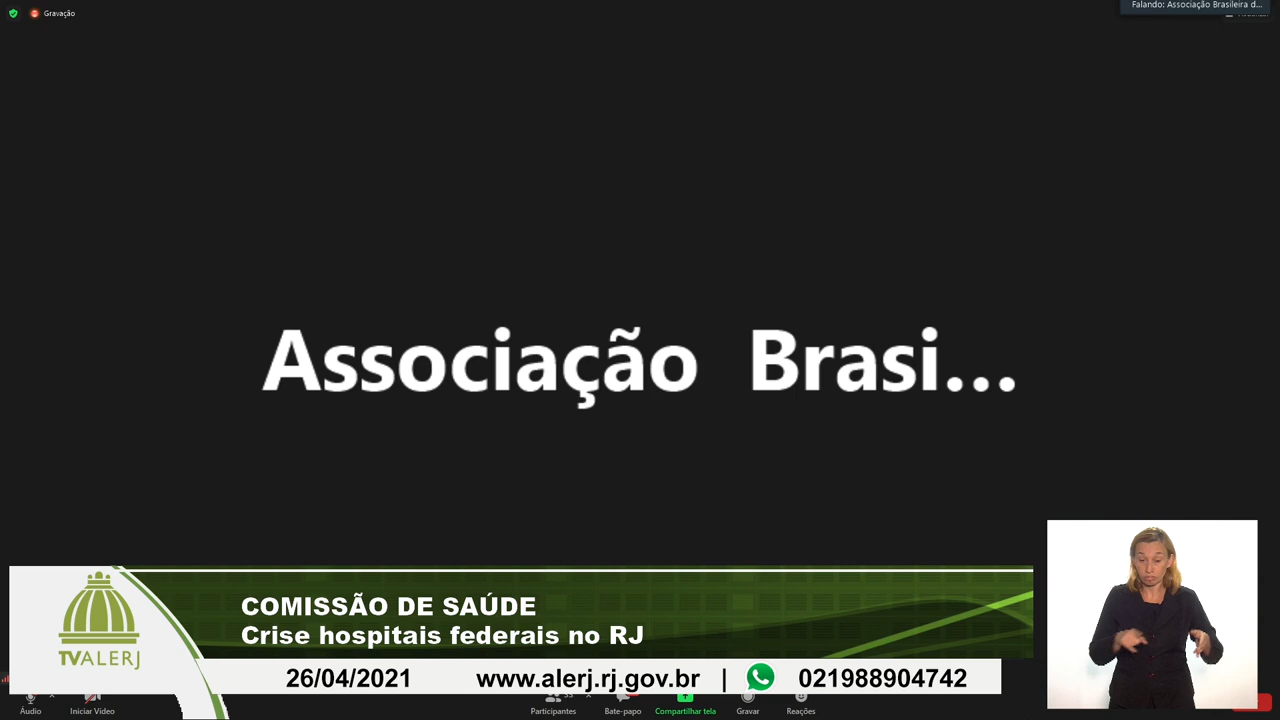 Gravação
Falando: Associação Brasileira d...
Associação Brasi...
COMISSÃO DE SAÚDE
Crise hospitais federais no RJ
TVALERJ
26/04/2021 www.alerj.rj.gov.br | 021988904742
Áudio Iniciar Vídeo Participantes Bate-papo Compartilhar tela Gravar Reações